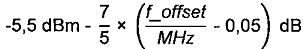 -5,5 dBm - 7/5 × (f_offset/MHz - 0,05) dB